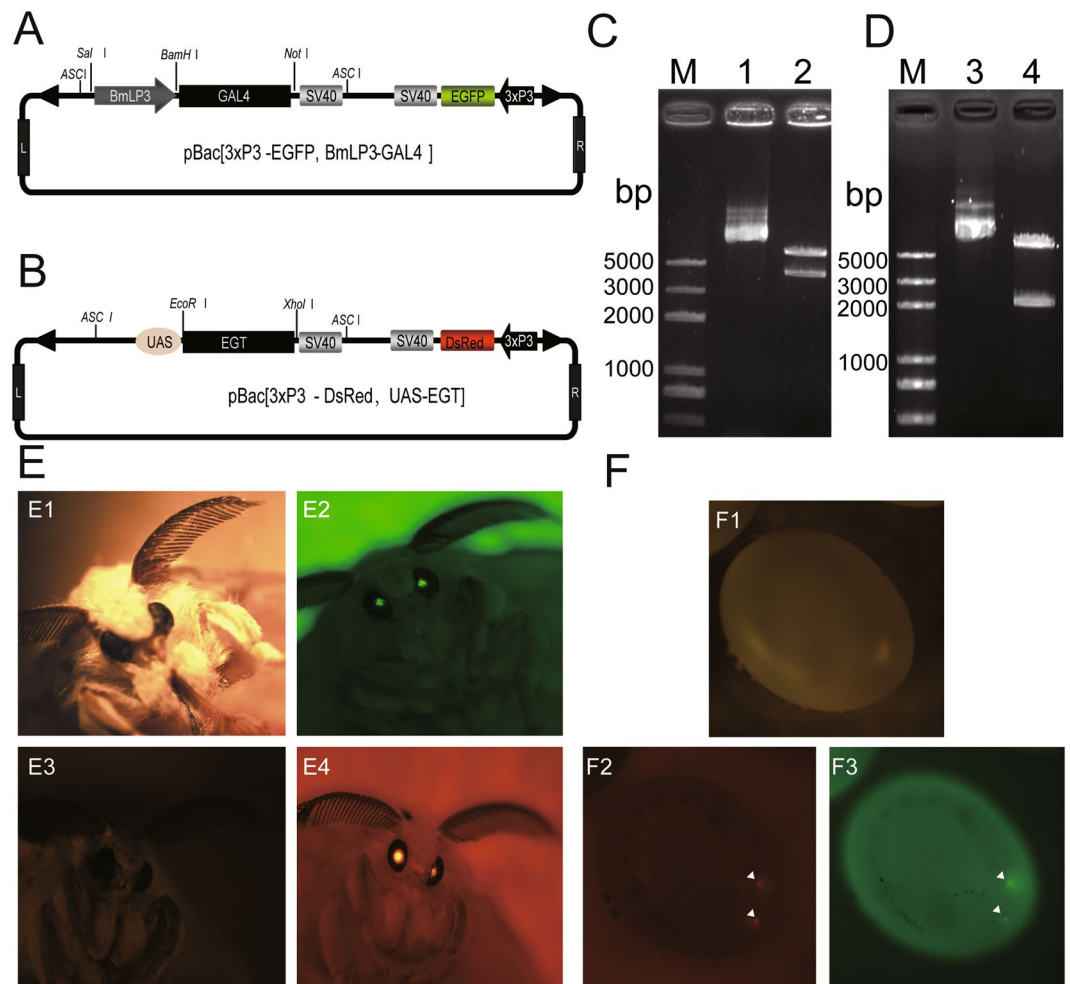 A
Sal I
BamH I
Not I
ASC I
ASC I
BmLP3
GAL4
SV40
SV40
EGFP
3xP3
L
R
pBac[3xP3 -EGFP, BmLP3-GAL4 ]
B
EcoR I
XhoI I
ASC I
ASC I
UAS
EGT
SV40
SV40
DsRed
3xP3
L
R
pBac[3xP3 - DsRed, UAS-EGT]
C
M 1 2
bp
5000
3000
2000
1000
D
M 3 4
bp
5000
3000
2000
1000
E
E1
E2
E3
E4
F
F1
F2
F3